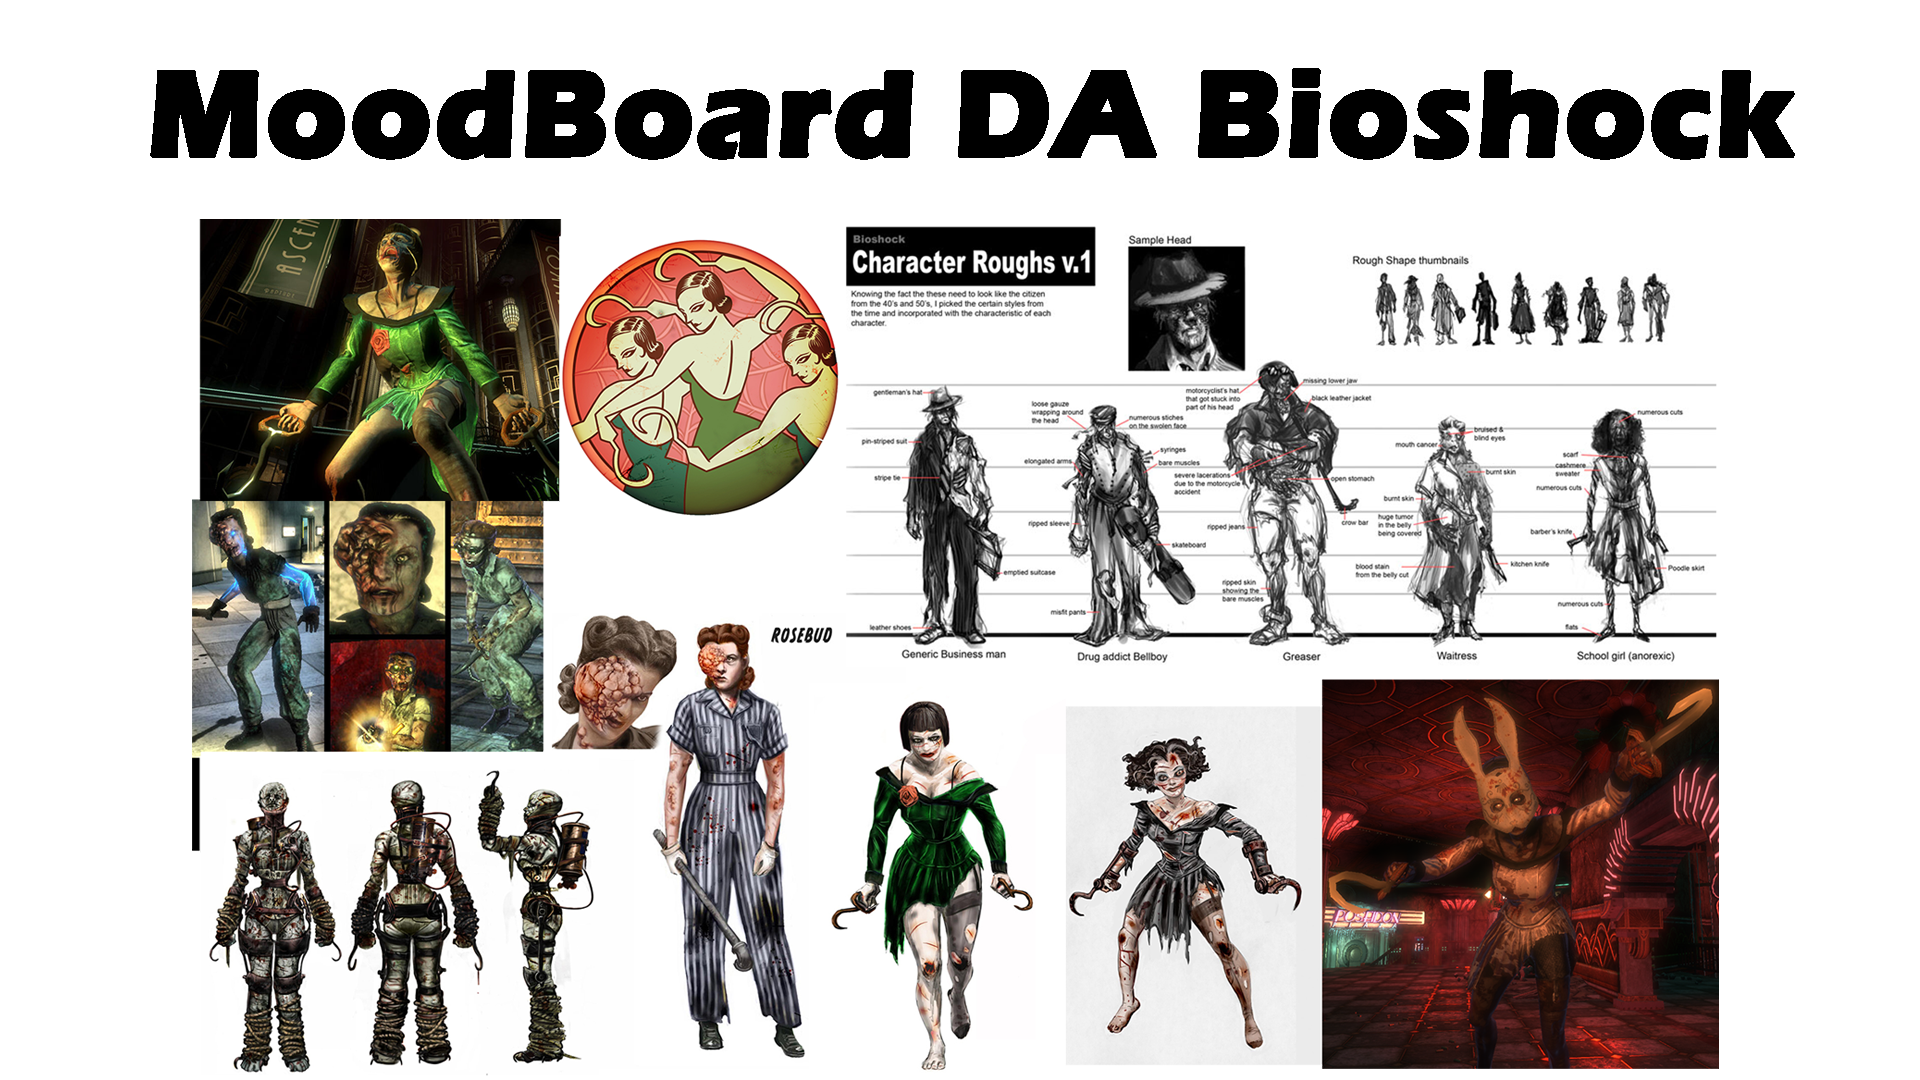 MoodBoard DA Bioshock
ASCEN
Bioshock
Character Roughs v.1
Knowing the fact the these need to look like the citizen
from the 40's and 50's, I picked the certain styles from
the time and incorporated with the characteristic of each
character.
Sample Head
Rough Shape thumbnails
gentleman's hat
pin-striped suit
stripe tie
emptied suitcase
leather shoes
Generic Business man
loose gauze
wrapping around
the head
numerous stiches
on the swolen face
syringes
elongated arms
bare muscles
ripped sleeve
skateboard
misfit pants
Drug addict Bellboy
motorcyclist's hat
that got stuck into
part of his head
missing lower jaw
black leather jacket
severe lacerations
due to the motorcycle
accident
open stomach
crow bar
ripped jeans
ripped skin
showing the
bare muscles
Greaser
bruised &
blind eyes
mouth cancer
burnt skin
burnt skin
huge tumor
in the belly
being covered
blood stain
from the belly cut
kitchen knife
Waitress
numerous cuts
scarf
cashmere
sweater
numerous cuts
barber's knife
Poodle skirt
numerous cuts
flats
School girl (anorexic)
ROSEBUD
POSEIDON